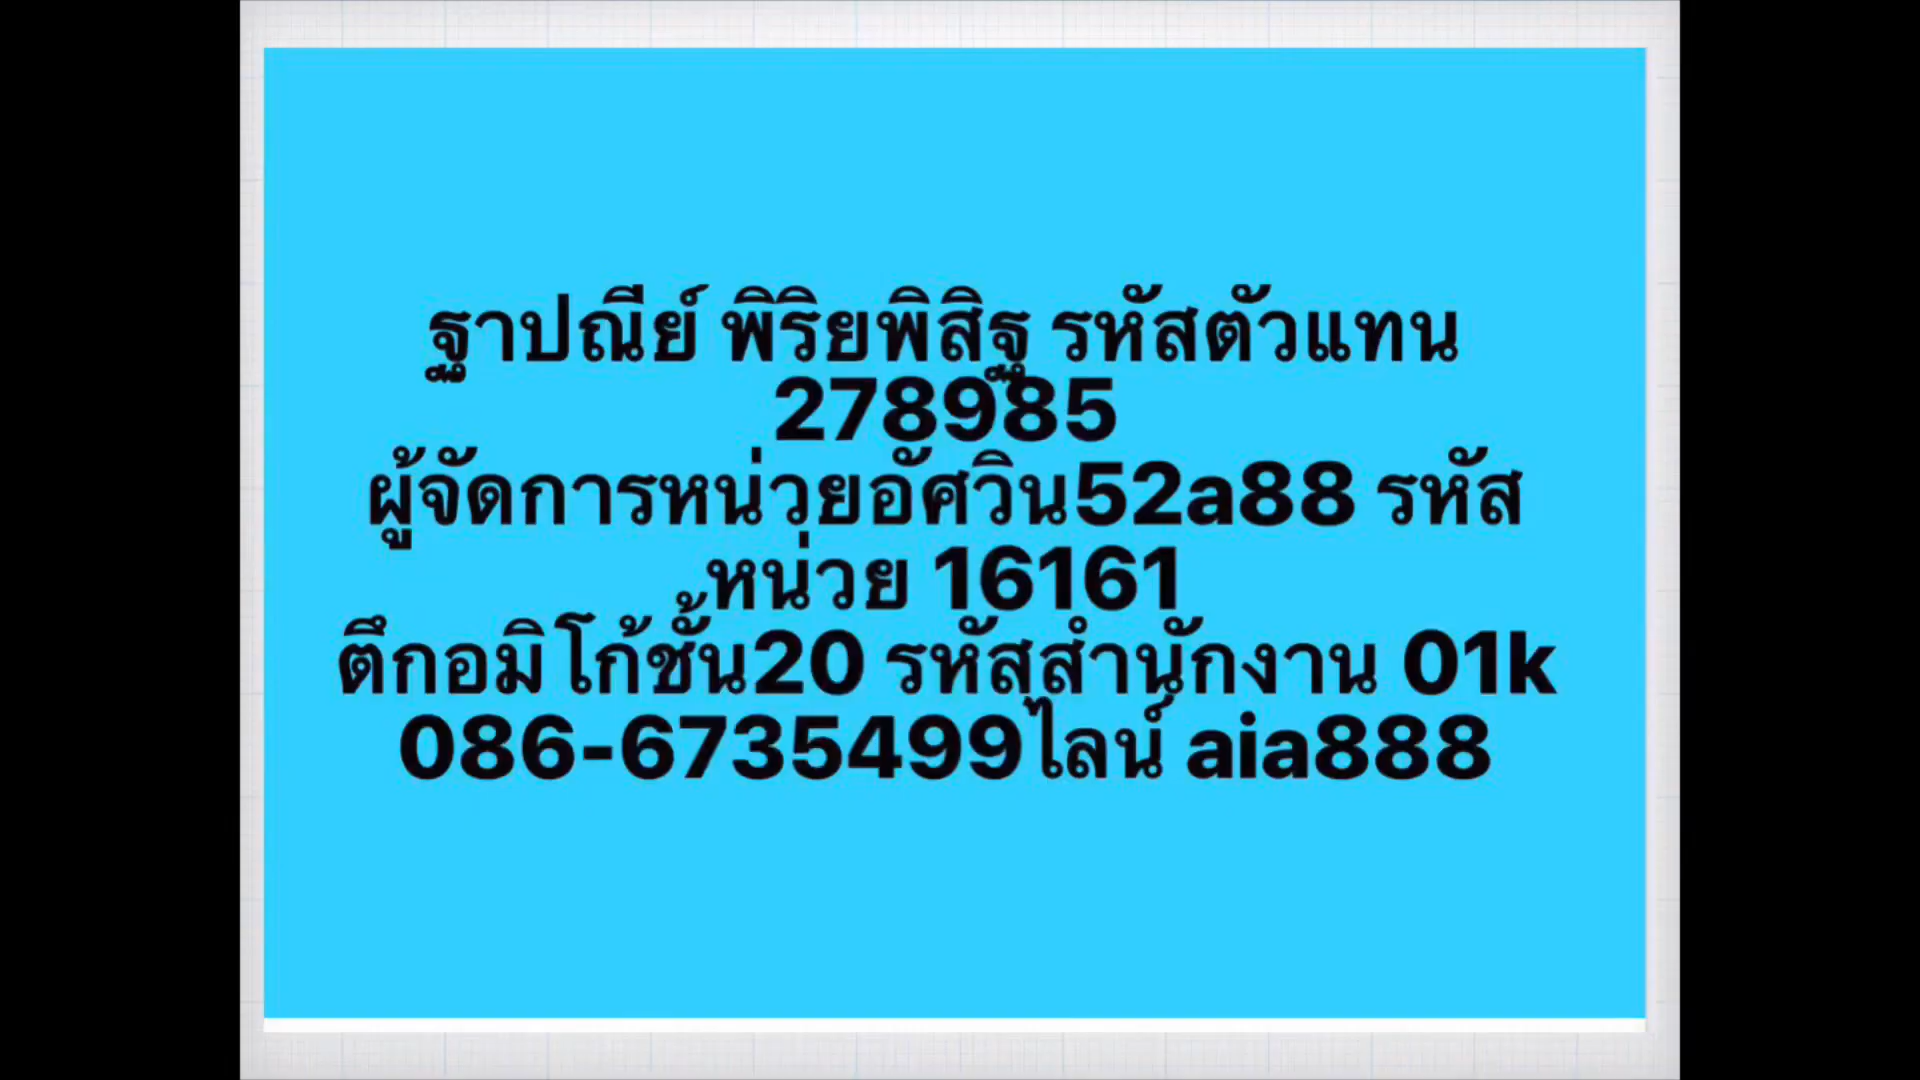 ฐาปณีย์ พิริยพิสิฐ รหัสตัวแทน
278985
ผู้จัดการหน่วยอัศวิน52a88 รหัส
หน่วย 16161
ตึกอมิโก้ชั้น20 รหัสสำนักงาน 01k
086-6735499ไลน์ aia888